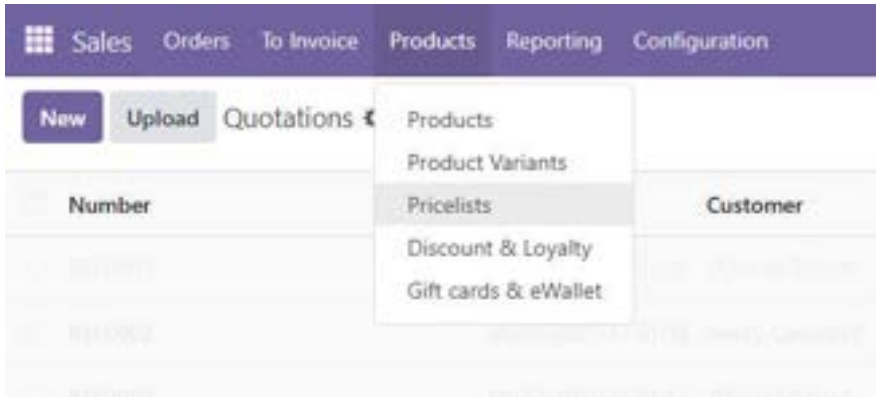 Sales Orders To Invoice Products Reporting Configuration
New Upload Quotations
Products
Product Variants
Number Pricelists Customer
Discount & Loyalty
Gift cards & eWallet